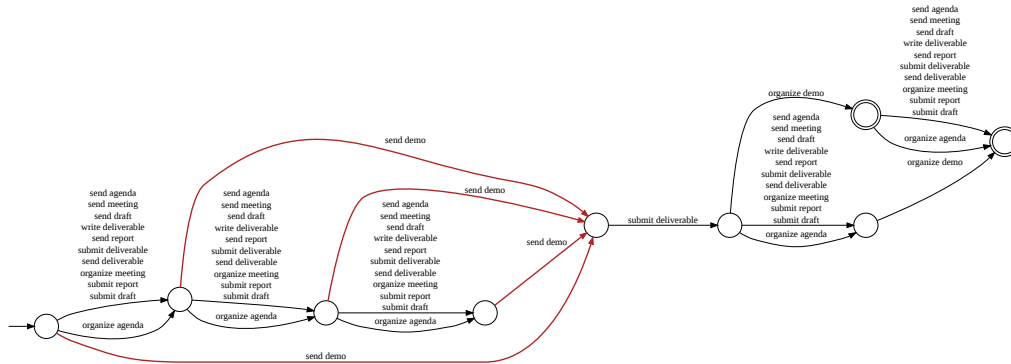 send agenda
send meeting
send draft
write deliverable
send report
submit deliverable
send deliverable
organize meeting
submit report
submit draft
organize agenda
send agenda
send meeting
send draft
write deliverable
send report
submit deliverable
send deliverable
organize meeting
submit report
submit draft
organize agenda
send agenda
send meeting
send draft
write deliverable
send report
submit deliverable
send deliverable
organize meeting
submit report
submit draft
organize agenda
send demo
send demo
send demo
send demo
submit deliverable
organize demo
send agenda
send meeting
send draft
write deliverable
send report
submit deliverable
send deliverable
organize meeting
submit report
submit draft
organize agenda
send agenda
send meeting
send draft
write deliverable
send report
submit deliverable
send deliverable
organize meeting
submit report
submit draft
organize agenda
organize demo